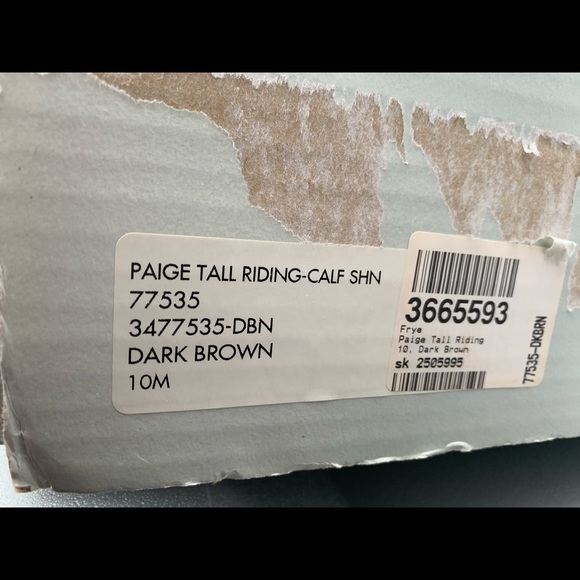 PAIGE TALL RIDING-CALF SHN
77535
3477535-DBN
DARK BROWN
10M
3665593
Frye
Paige Tall Riding
10, Dark Brown
sk 2505995
77535-DKBRN